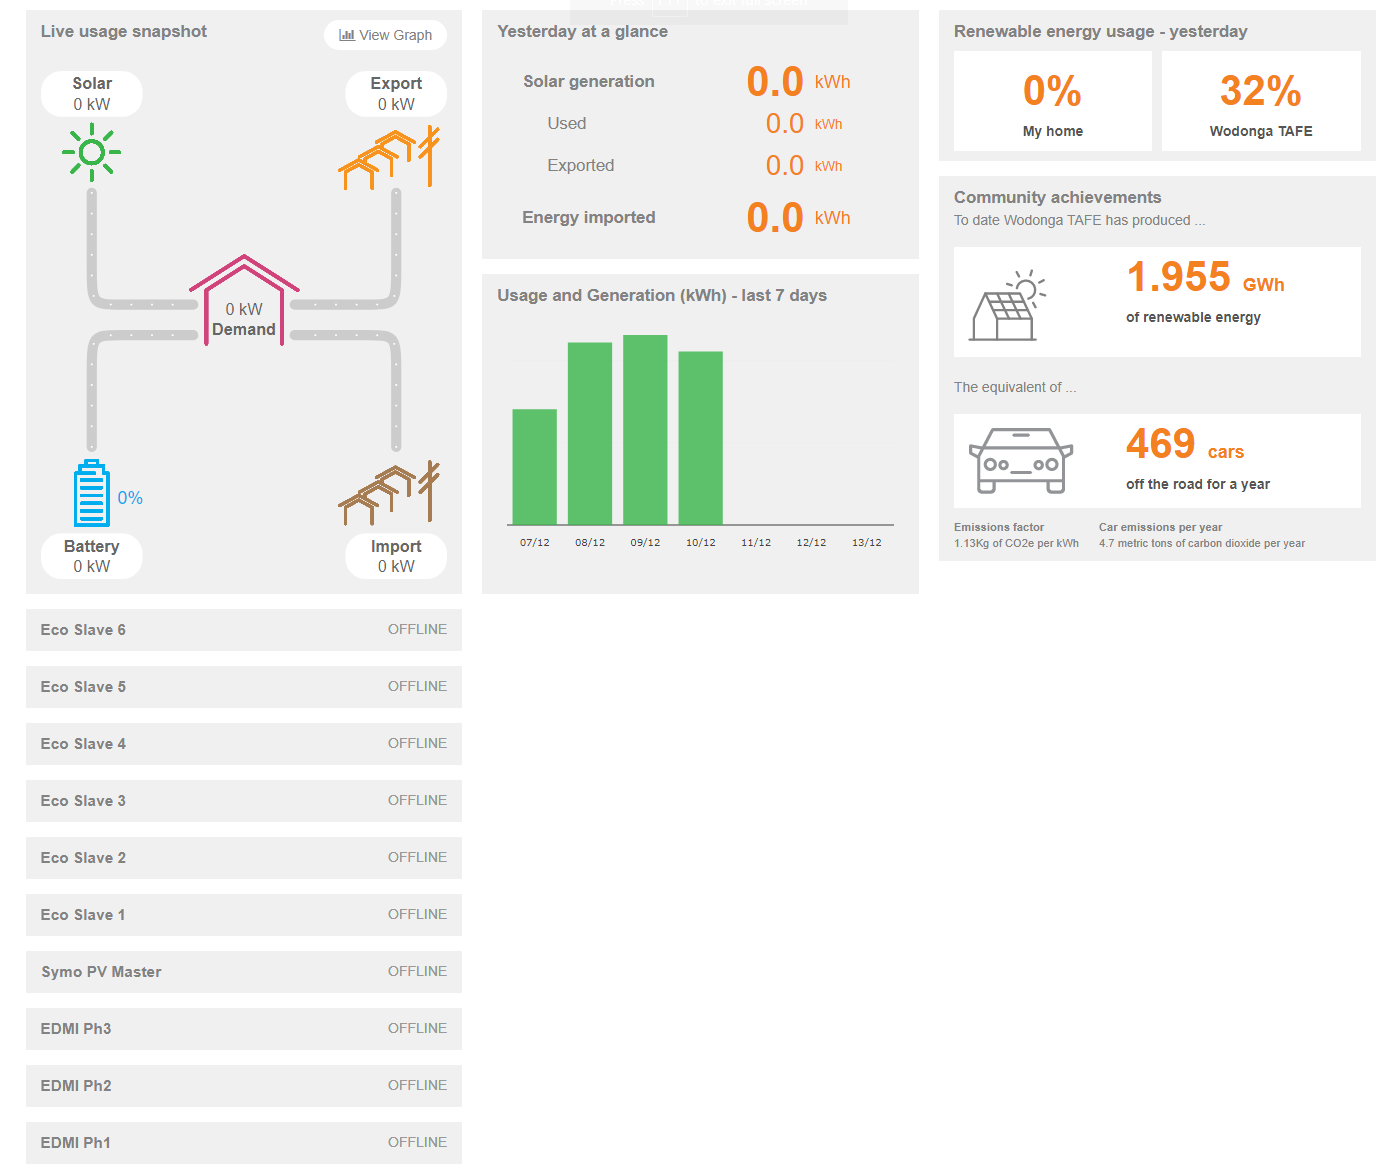 Live usage snapshot
View Graph
Solar
0 kW
Export
0 kW
0 kW
Demand
0%
Battery
0 kW
Import
0 kW
Eco Slave 6 OFFLINE
Eco Slave 5 OFFLINE
Eco Slave 4 OFFLINE
Eco Slave 3 OFFLINE
Eco Slave 2 OFFLINE
Eco Slave 1 OFFLINE
Symo PV Master OFFLINE
EDMI Ph3 OFFLINE
EDMI Ph2 OFFLINE
EDMI Ph1 OFFLINE
Yesterday at a glance
Solar generation 0.0 kWh
Used 0.0 kWh
Exported 0.0 kWh
Energy imported 0.0 kWh
Usage and Generation (kWh) - last 7 days
07/12 08/12 09/12 10/12 11/12 12/12 13/12
Renewable energy usage - yesterday
0%
My home
32%
Wodonga TAFE
Community achievements
To date Wodonga TAFE has produced ...
1.955 GWh
of renewable energy
The equivalent of ...
469 cars
off the road for a year
Emissions factor
1.13Kg of CO2e per kWh
Car emissions per year
4.7 metric tons of carbon dioxide per year